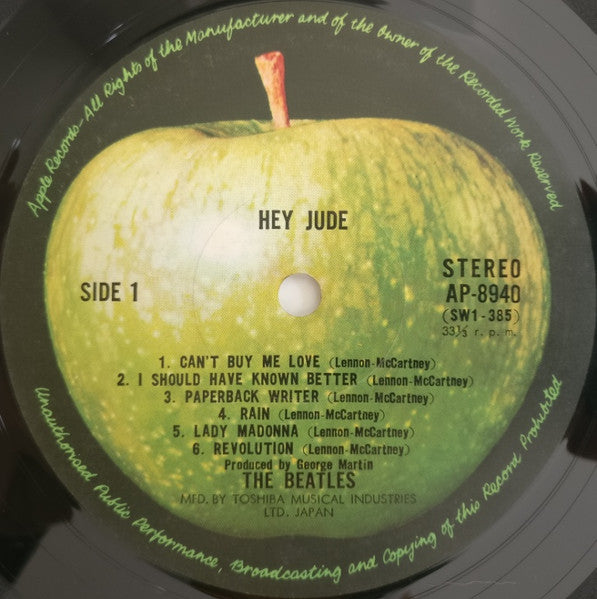 Apple Records-All Rights of the Manufacturer and of the Owner of the Recorded Work Reserved
HEY JUDE
SIDE 1
STEREO
AP-8940
(SW1-385)
33⅓ r. p. m.
1. CAN'T BUY ME LOVE (Lennon-McCartney)
2. I SHOULD HAVE KNOWN BETTER (Lennon-McCartney)
3. PAPERBACK WRITER (Lennon-McCartney)
4. RAIN (Lennon-McCartney)
5. LADY MADONNA (Lennon-McCartney)
6. REVOLUTION (Lennon-McCartney)
Produced by George Martin
THE BEATLES
MFD. BY TOSHIBA MUSICAL INDUSTRIES
LTD. JAPAN
Unauthorised Public Performance, Broadcasting and Copying of this Record Prohibited